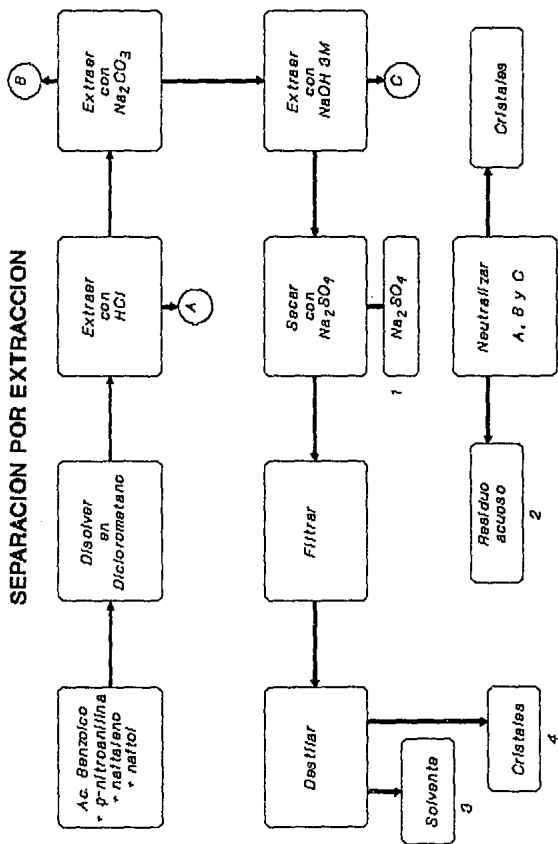 SEPARACION POR EXTRACCION
Ac. Benzoico
+ p-nitroanilina
+ naftaleno
+ naftol
Disolver
en
Diclorometano
Extraer
con
HCl
A
Extraer
con
Na₂CO₃
B
Extraer
con
NaOH 3M
C
Secar
con
Na₂SO₄
Na₂SO₄
1
Filtrar
Destilar
Solvente
3
Cristales
4
Neutralizar
A, B y C
Residuo
acuoso
2
Cristales